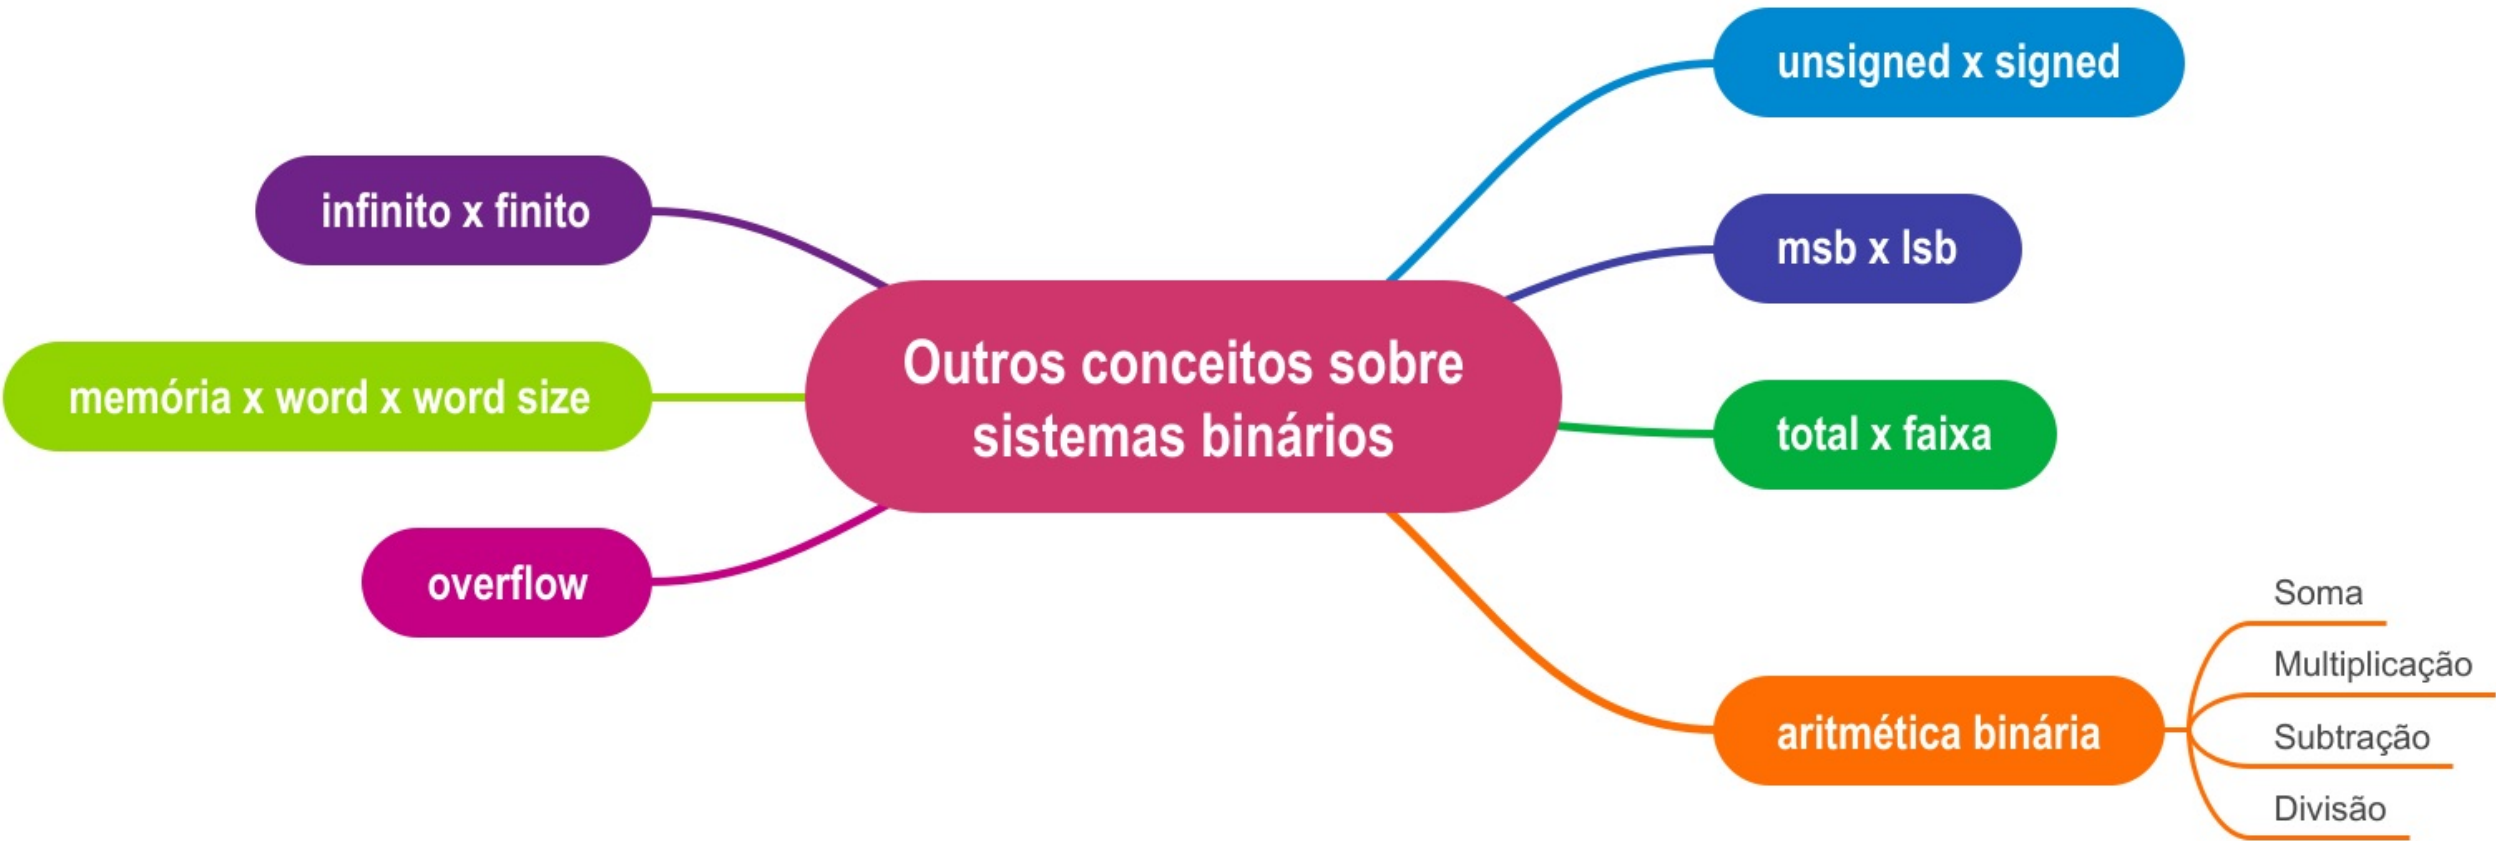 unsigned x signed
infinito x finito
msb x lsb
Outros conceitos sobre
sistemas binários
memória x word x word size
total x faixa
overflow
aritmética binária
Soma
Multiplicação
Subtração
Divisão